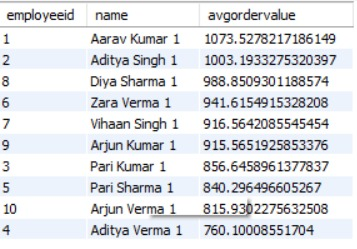 employeeid name avgordervalue
1 Aarav Kumar 1 1073.5278217186149
2 Aditya Singh 1 1003.1933275320397
8 Diya Sharma 1 988.8509301188574
6 Zara Verma 1 941.6154915328208
7 Vihaan Singh 1 916.5642085545454
9 Arjun Kumar 1 915.5651925853376
3 Pari Kumar 1 856.6458961377837
5 Pari Sharma 1 840.296496605267
10 Arjun Verma 1 815.9302275632508
4 Aditya Verma 1 760.10008551704